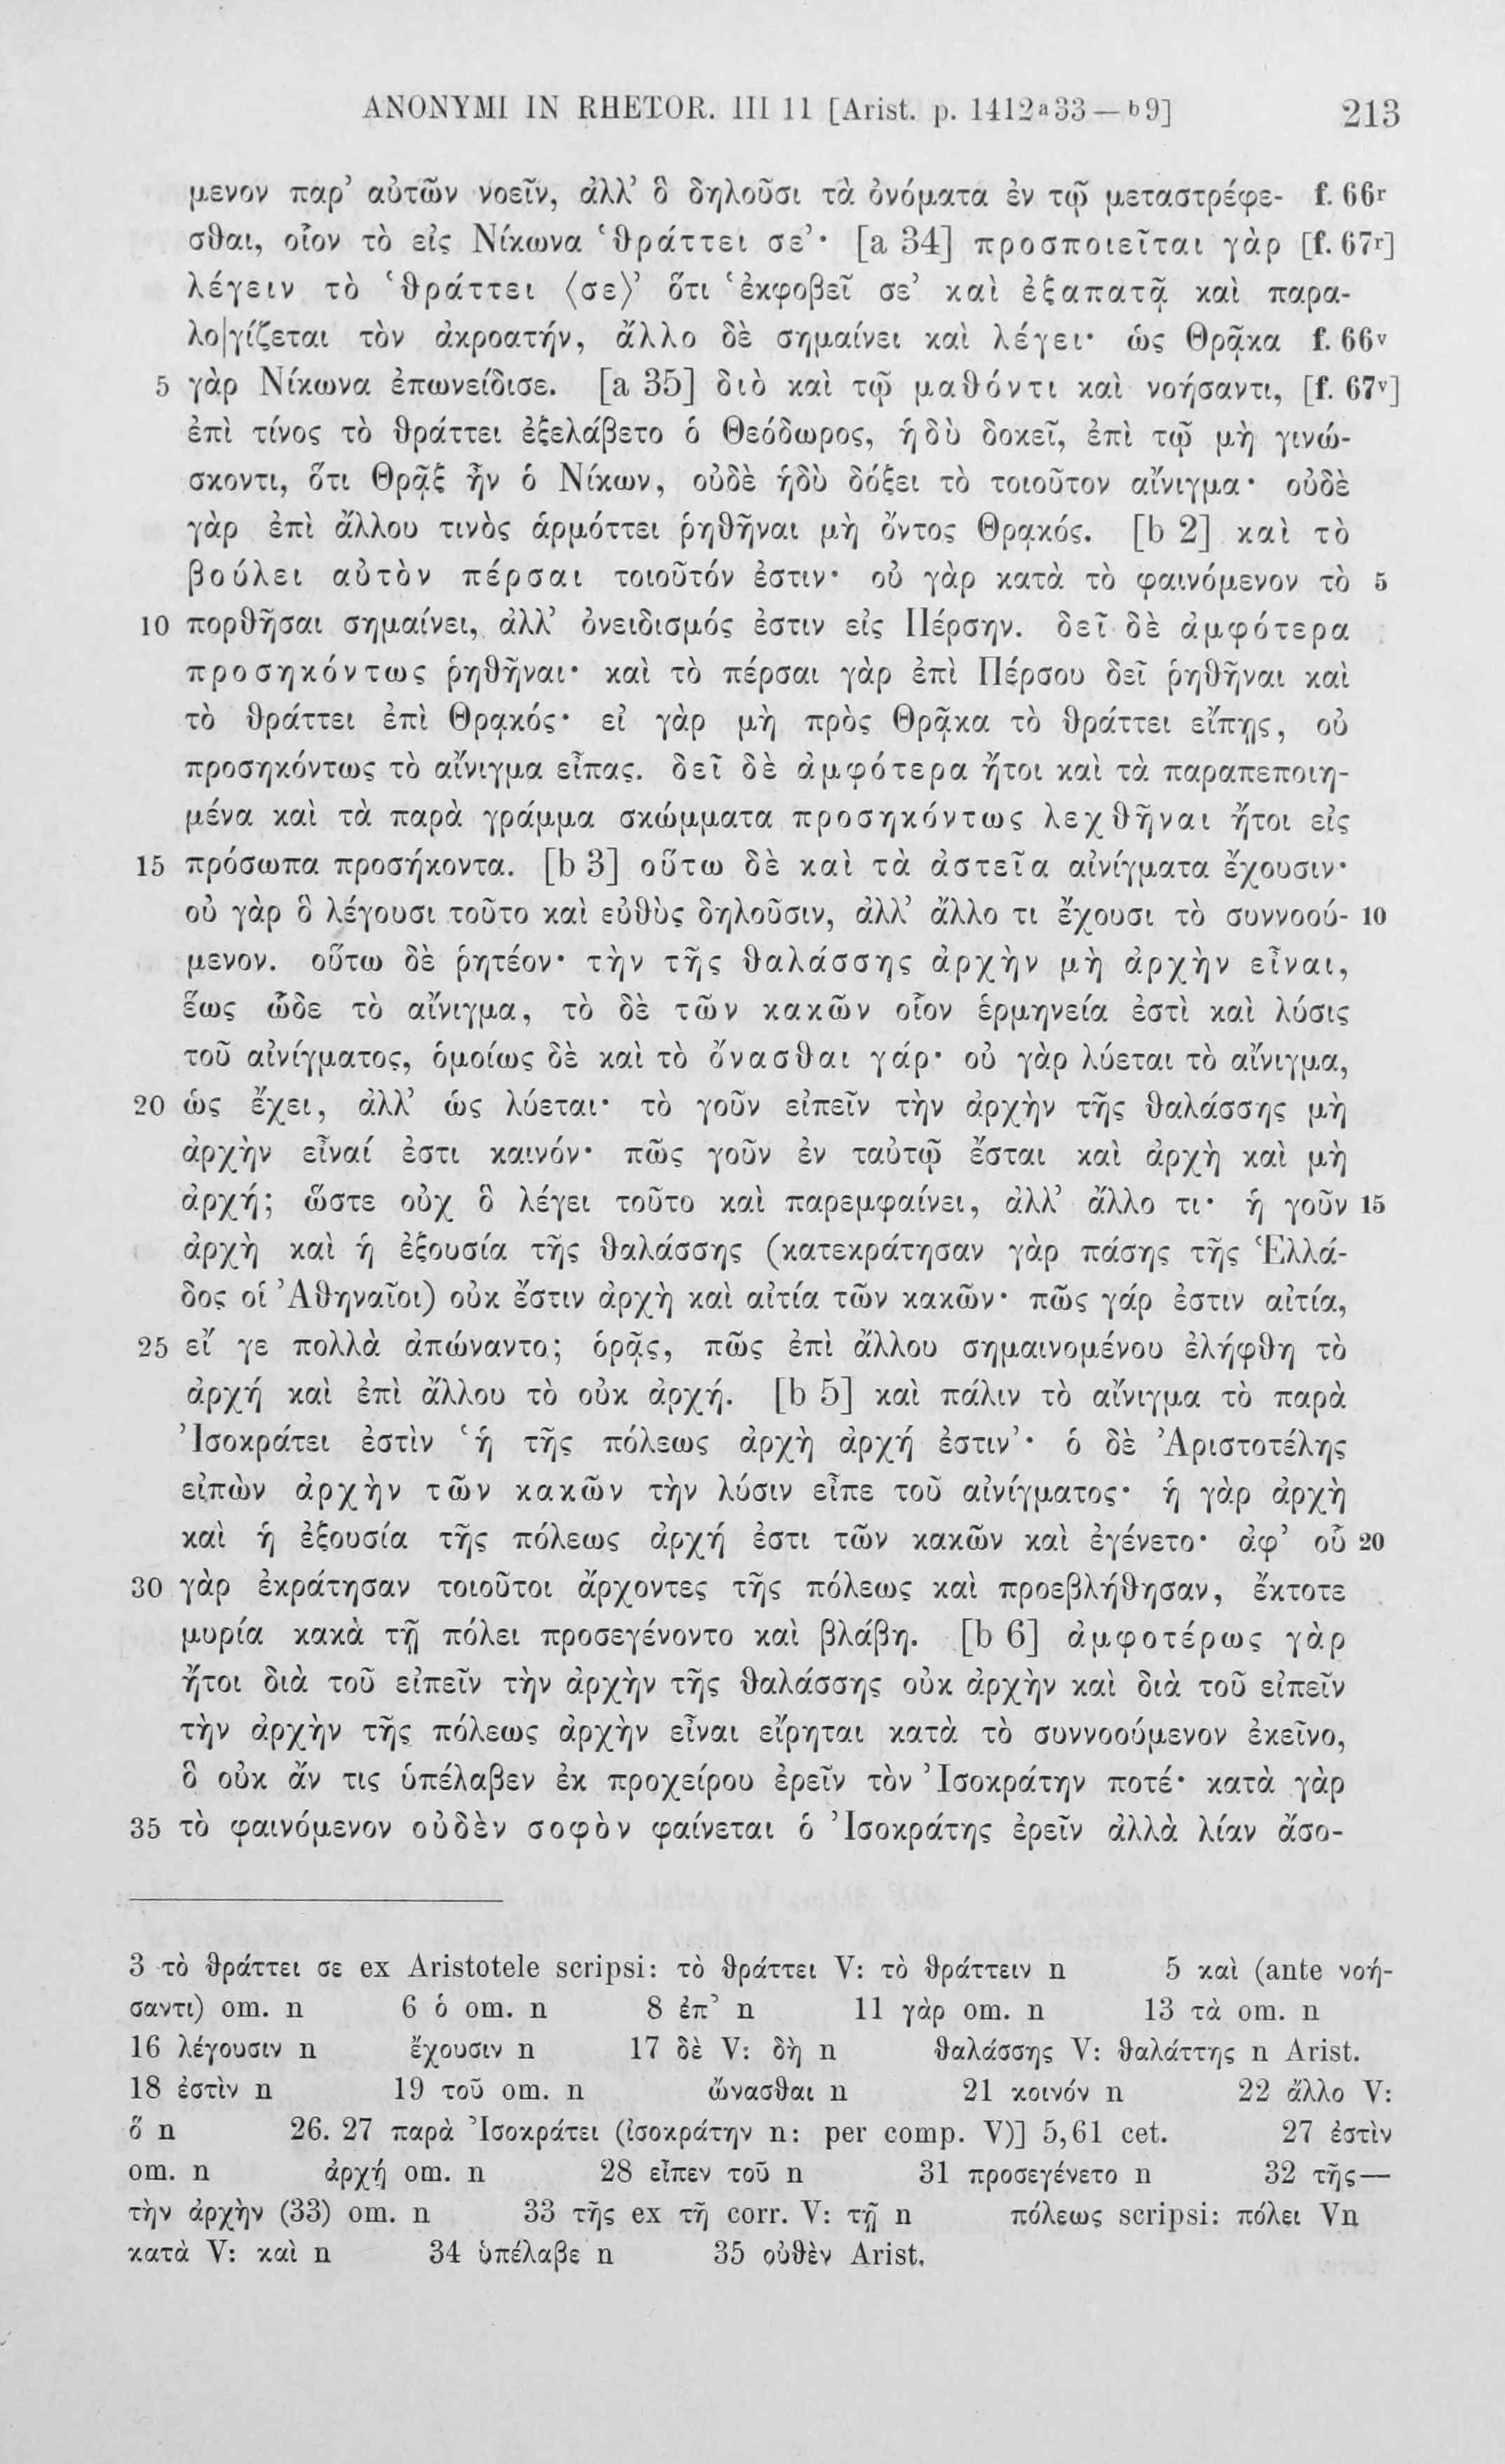 ANONYMI IN RHETOR. III 11 [Arist. p. 1412ᵃ33—ᵇ9] 213
μενον παρ’ αὐτῶν νοεῖν, ἀλλ’ ὃ δηλοῦσι τὰ ὀνόματα ἐν τῷ μεταστρέφε- f. 66ʳ
σθαι, οἷον τὸ εἰς Νίκωνα ‘θράττει σε’· [a 34] προσποιεῖται γὰρ [f. 67ʳ]
λέγειν τὸ ‘θράττει ⟨σε⟩’ ὅτι ‘ἐκφοβεῖ σε’ καὶ ἐξαπατᾷ καὶ παρα-
λο|γίζεται τὸν ἀκροατήν, ἄλλο δὲ σημαίνει καὶ λέγει· ὡς Θρᾷκα f. 66ᵛ
5 γὰρ Νίκωνα ἐπωνείδισε. [a 35] διὸ καὶ τῷ μαθόντι καὶ νοήσαντι, [f. 67ᵛ]
ἐπὶ τίνος τὸ θράττει ἐξελάβετο ὁ Θεόδωρος, ἡδὺ δοκεῖ, ἐπὶ τῷ μὴ γινώ-
σκοντι, ὅτι Θρᾷξ ἦν ὁ Νίκων, οὐδὲ ἡδὺ δόξει τὸ τοιοῦτον αἴνιγμα· οὐδὲ
γὰρ ἐπὶ ἄλλου τινὸς ἁρμόττει ῥηθῆναι μὴ ὄντος Θρᾳκός. [b 2] καὶ τὸ
βούλει αὐτὸν πέρσαι τοιοῦτόν ἐστιν· οὐ γὰρ κατὰ τὸ φαινόμενον τὸ 5
10 πορθῆσαι σημαίνει, ἀλλ’ ὀνειδισμός ἐστιν εἰς Πέρσην. δεῖ δὲ ἀμφότερα
προσηκόντως ῥηθῆναι· καὶ τὸ πέρσαι γὰρ ἐπὶ Πέρσου δεῖ ῥηθῆναι καὶ
τὸ θράττει ἐπὶ Θρᾳκός· εἰ γὰρ μὴ πρὸς Θρᾷκα τὸ θράττει εἴπῃς, οὐ
προσηκόντως τὸ αἴνιγμα εἶπας. δεῖ δὲ ἀμφότερα ἤτοι καὶ τὰ παραπεποιη-
μένα καὶ τὰ παρὰ γράμμα σκώμματα προσηκόντως λεχθῆναι ἤτοι εἰς
15 πρόσωπα προσήκοντα. [b 3] οὕτω δὲ καὶ τὰ ἀστεῖα αἰνίγματα ἔχουσιν·
οὐ γὰρ ὃ λέγουσι τοῦτο καὶ εὐθὺς δηλοῦσιν, ἀλλ’ ἄλλο τι ἔχουσι τὸ συννοού- 10
μενον. οὕτω δὲ ῥητέον· τὴν τῆς θαλάσσης ἀρχὴν μὴ ἀρχὴν εἶναι,
ἕως ὧδε τὸ αἴνιγμα, τὸ δὲ τῶν κακῶν οἷον ἑρμηνεία ἐστὶ καὶ λύσις
τοῦ αἰνίγματος, ὁμοίως δὲ καὶ τὸ ὄνασθαι γάρ· οὐ γὰρ λύεται τὸ αἴνιγμα,
20 ὡς ἔχει, ἀλλ’ ὡς λύεται· τὸ γοῦν εἰπεῖν τὴν ἀρχὴν τῆς θαλάσσης μὴ
ἀρχὴν εἶναί ἐστι καινόν· πῶς γοῦν ἐν ταὐτῷ ἔσται καὶ ἀρχὴ καὶ μὴ
ἀρχή; ὥστε οὐχ ὃ λέγει τοῦτο καὶ παρεμφαίνει, ἀλλ’ ἄλλο τι· ἡ γοῦν 15
ἀρχὴ καὶ ἡ ἐξουσία τῆς θαλάσσης (κατεκράτησαν γὰρ πάσης τῆς Ἑλλά-
δος οἱ Ἀθηναῖοι) οὐκ ἔστιν ἀρχὴ καὶ αἰτία τῶν κακῶν· πῶς γάρ ἐστιν αἰτία,
25 εἴ γε πολλὰ ἀπώναντο; ὁρᾷς, πῶς ἐπὶ ἄλλου σημαινομένου ἐλήφθη τὸ
ἀρχή καὶ ἐπὶ ἄλλου τὸ οὐκ ἀρχή. [b 5] καὶ πάλιν τὸ αἴνιγμα τὸ παρὰ
Ἰσοκράτει ἐστὶν ‘ἡ τῆς πόλεως ἀρχὴ ἀρχή ἐστιν’· ὁ δὲ Ἀριστοτέλης
εἰπὼν ἀρχὴν τῶν κακῶν τὴν λύσιν εἶπε τοῦ αἰνίγματος· ἡ γὰρ ἀρχὴ
καὶ ἡ ἐξουσία τῆς πόλεως ἀρχή ἐστι τῶν κακῶν καὶ ἐγένετο· ἀφ’ οὗ 20
30 γὰρ ἐκράτησαν τοιοῦτοι ἄρχοντες τῆς πόλεως καὶ προεβλήθησαν, ἔκτοτε
μυρία κακὰ τῇ πόλει προσεγένοντο καὶ βλάβη. [b 6] ἀμφοτέρως γὰρ
ἤτοι διὰ τοῦ εἰπεῖν τὴν ἀρχὴν τῆς θαλάσσης οὐκ ἀρχὴν καὶ διὰ τοῦ εἰπεῖν
τὴν ἀρχὴν τῆς πόλεως ἀρχὴν εἶναι εἴρηται κατὰ τὸ συννοούμενον ἐκεῖνο,
ὃ οὐκ ἄν τις ὑπέλαβεν ἐκ προχείρου ἐρεῖν τὸν Ἰσοκράτην ποτέ· κατὰ γὰρ
35 τὸ φαινόμενον οὐδὲν σοφὸν φαίνεται ὁ Ἰσοκράτης ἐρεῖν ἀλλὰ λίαν ἄσο-
3 τὸ θράττει σε ex Aristotele scripsi: τὸ θράττει V: τὸ θράττειν n 5 καὶ (ante νοή-
σαντι) om. n 6 ὁ om. n 8 ἐπ’ n 11 γὰρ om. n 13 τὰ om. n
16 λέγουσιν n ἔχουσιν n 17 δὲ V: δὴ n θαλάσσης V: θαλάττης n Arist.
18 ἐστὶν n 19 τοῦ om. n ὤνασθαι n 21 κοινόν n 22 ἄλλο V:
ὅ n 26. 27 παρὰ Ἰσοκράτει (ἰσοκράτην n: per comp. V)] 5,61 cet. 27 ἐστὶν
om. n ἀρχή om. n 28 εἶπεν τοῦ n 31 προσεγένετο n 32 τῆς—
τὴν ἀρχὴν (33) om. n 33 τῆς ex τῇ corr. V: τῇ n πόλεως scripsi: πόλει Vn
κατὰ V: καὶ n 34 ὑπέλαβε n 35 οὐθὲν Arist.